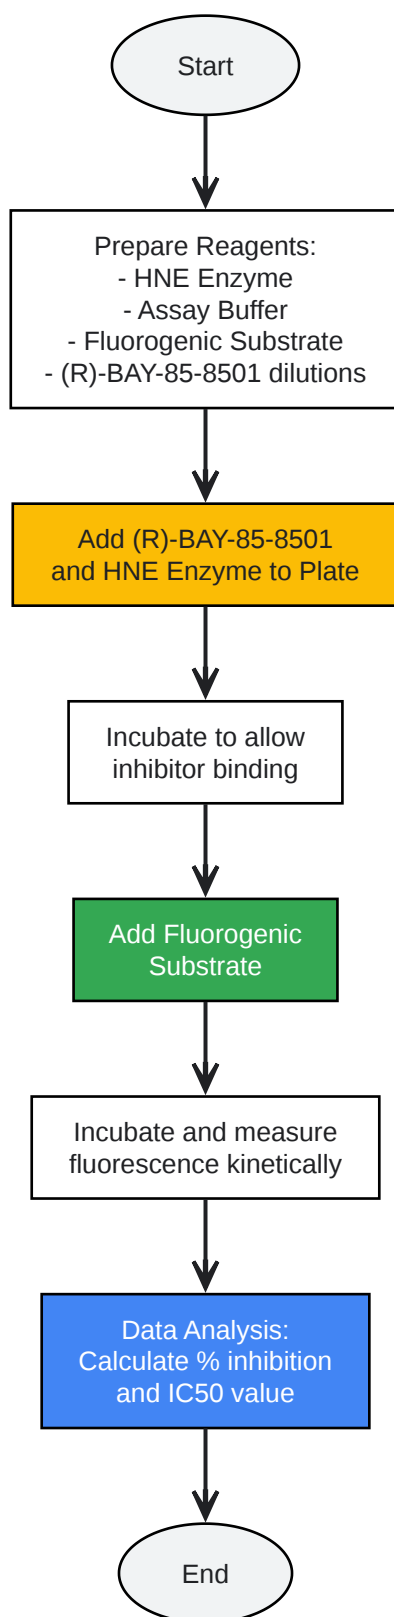 Start
Prepare Reagents:
- HNE Enzyme
- Assay Buffer
- Fluorogenic Substrate
- (R)-BAY-85-8501 dilutions
Add (R)-BAY-85-8501
and HNE Enzyme to Plate
Incubate to allow
inhibitor binding
Add Fluorogenic
Substrate
Incubate and measure
fluorescence kinetically
Data Analysis:
Calculate % inhibition
and IC50 value
End